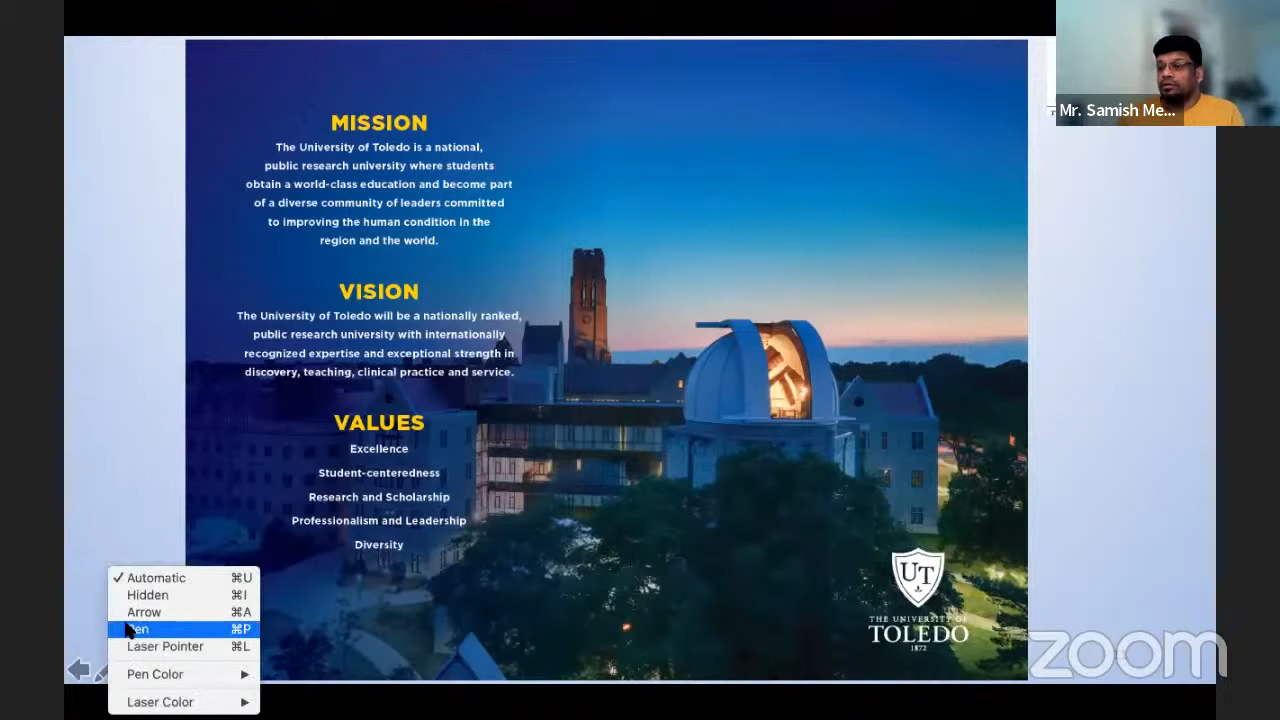 Mr. Samish Me...
MISSION
The University of Toledo is a national,
public research university where students
obtain a world-class education and become part
of a diverse community of leaders committed
to improving the human condition in the
region and the world.
VISION
The University of Toledo will be a nationally ranked,
public research university with internationally
recognized expertise and exceptional strength in
discovery, teaching, clinical practice and service.
VALUES
Excellence
Student-centeredness
Research and Scholarship
Professionalism and Leadership
Diversity
UT
THE UNIVERSITY OF
TOLEDO
1872
✓ Automatic ⌘U
Hidden ⌘I
Arrow ⌘A
⌘P
Laser Pointer ⌘L
Pen Color ▶
Laser Color ▶
zoom